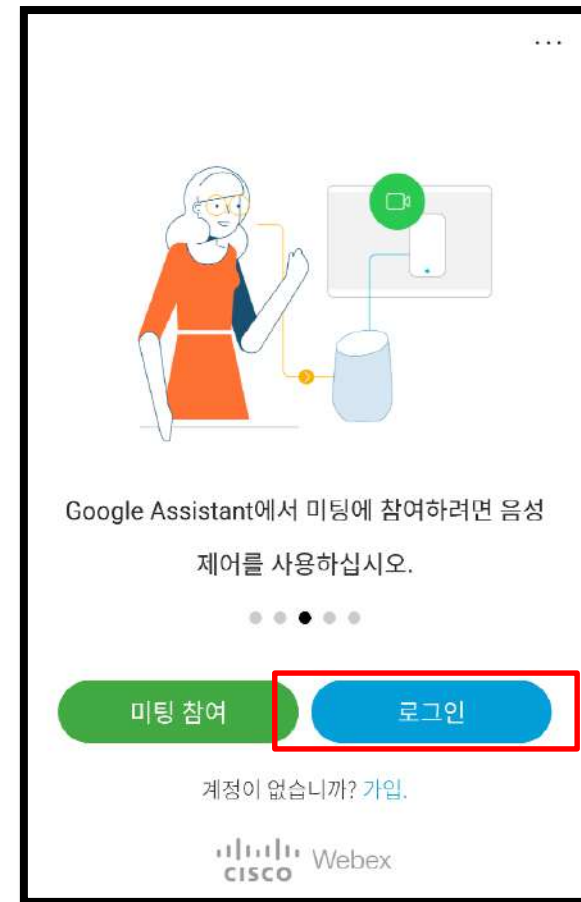 Google Assistant에서 미팅에 참여하려면 음성
제어를 사용하십시오.
미팅 참여
로그인
계정이 없습니까? 가입.
CISCO Webex